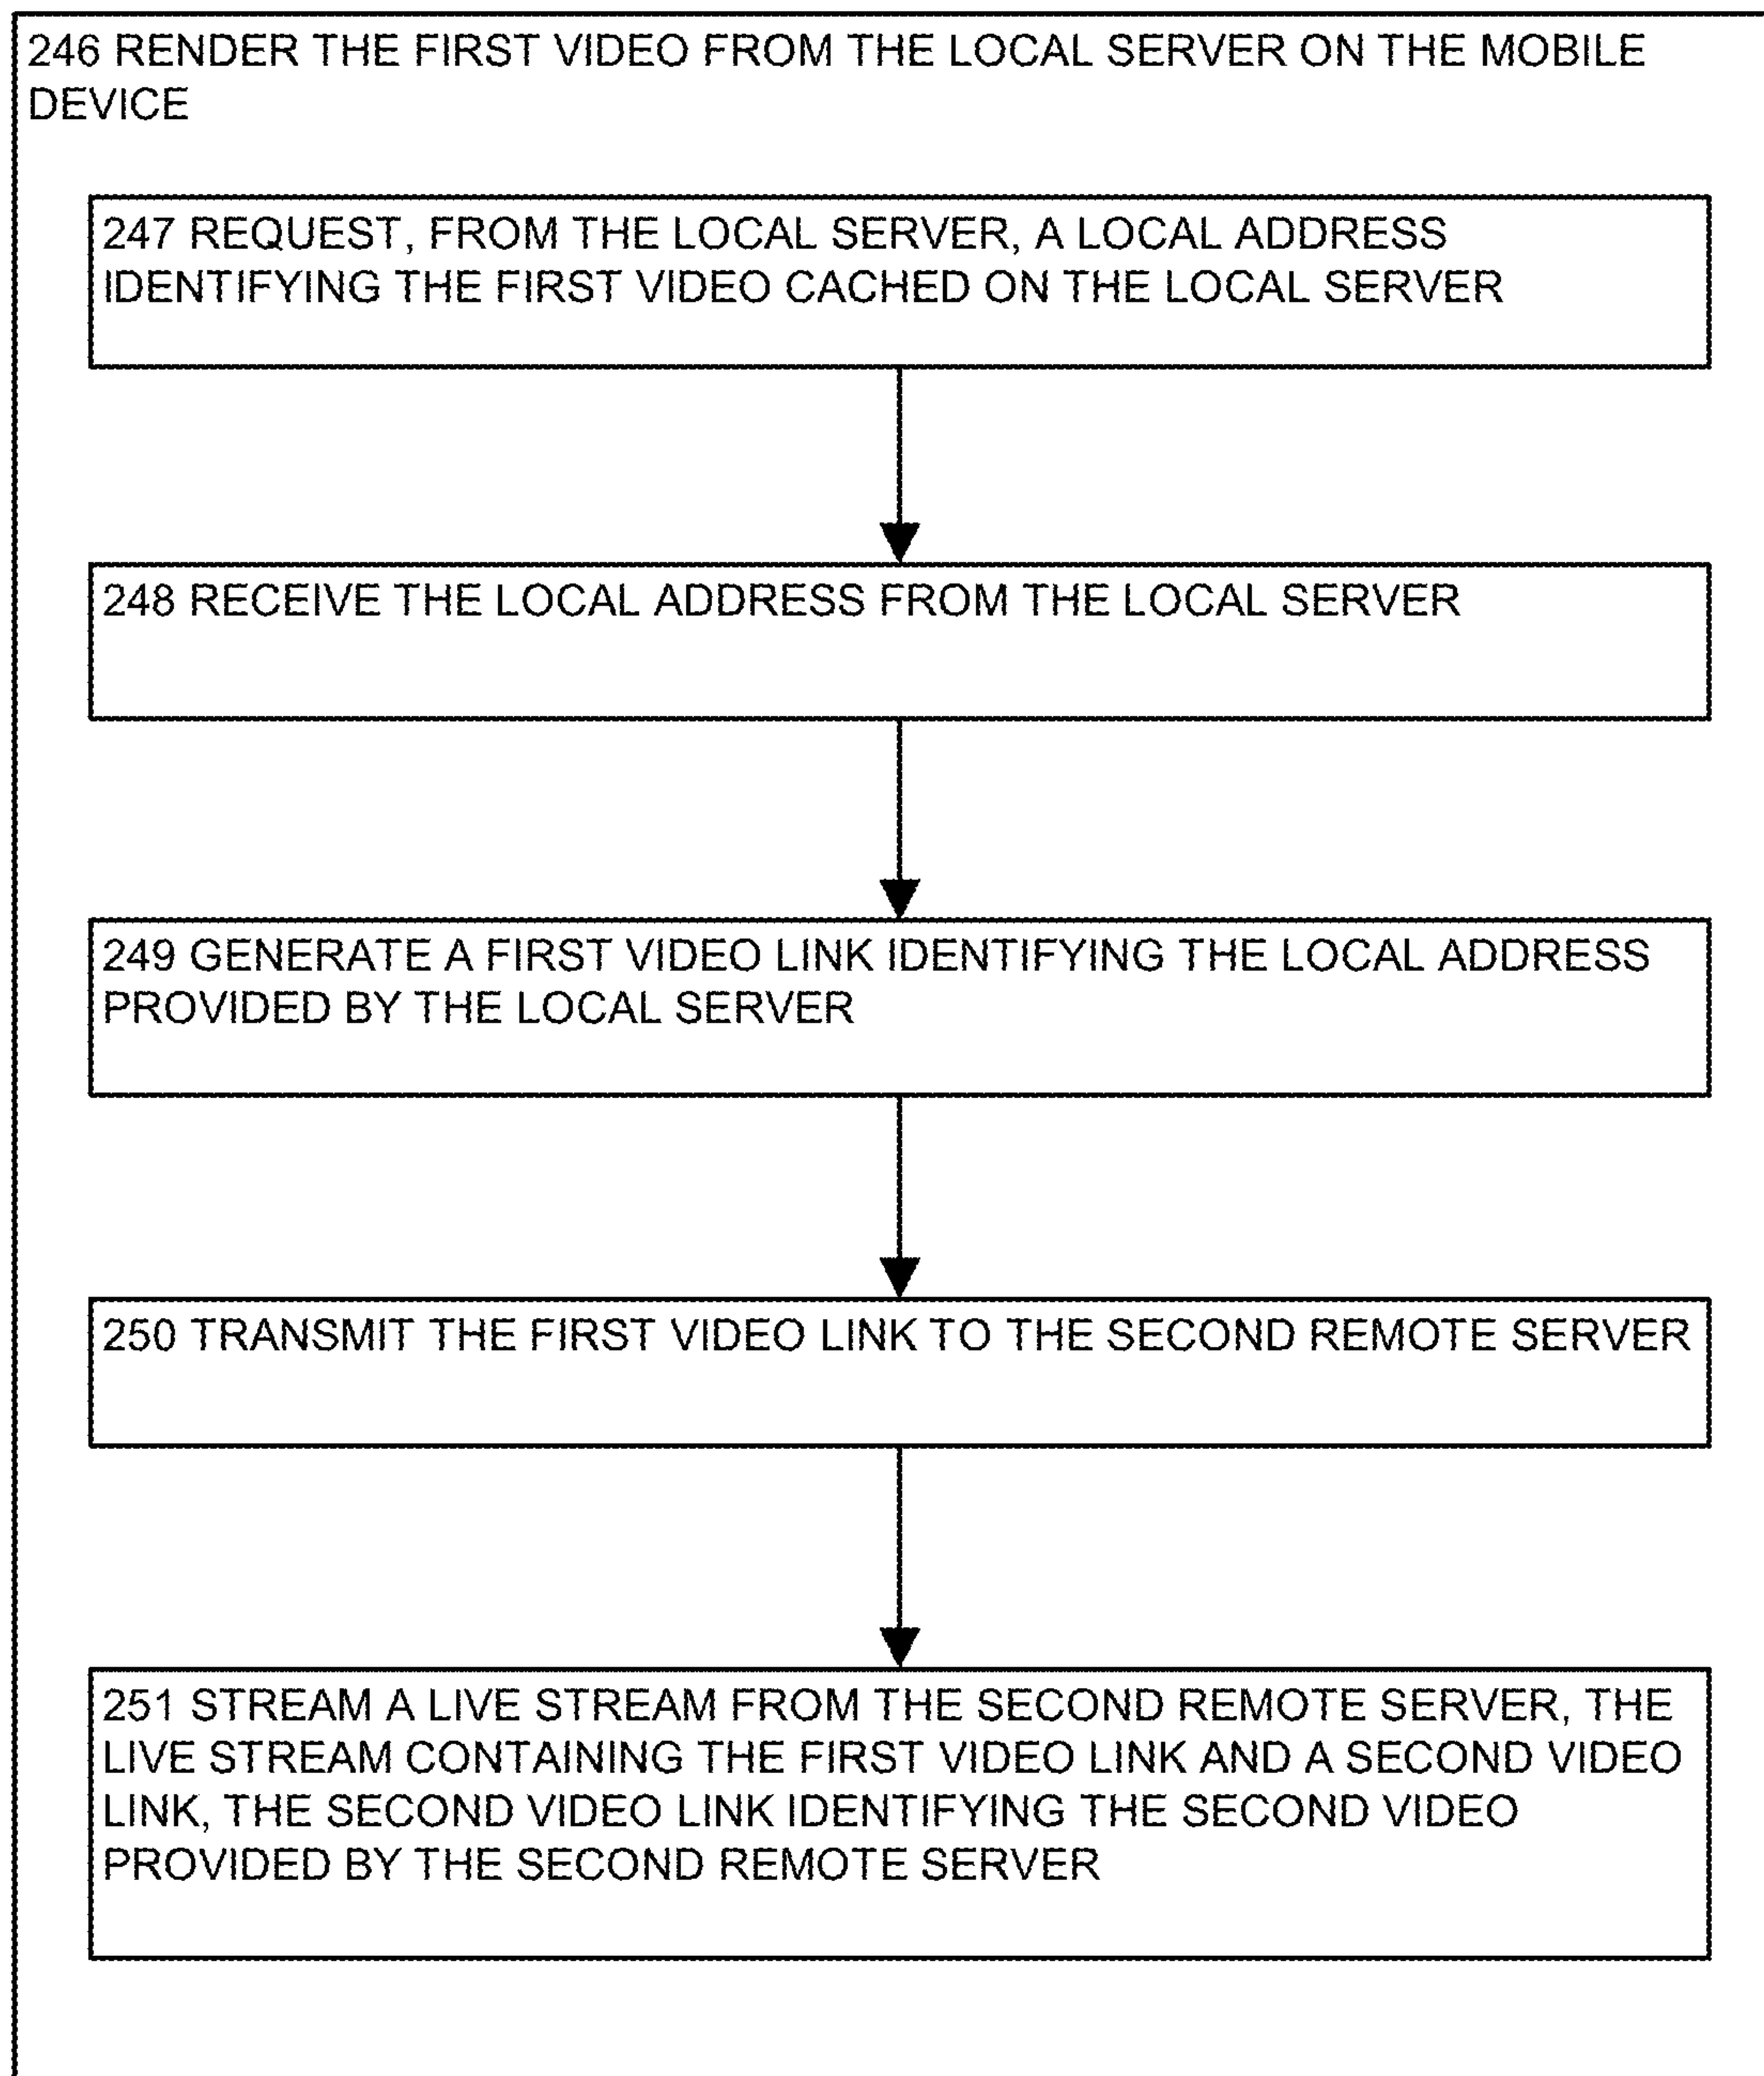 246 RENDER THE FIRST VIDEO FROM THE LOCAL SERVER ON THE MOBILE
DEVICE
247 REQUEST, FROM THE LOCAL SERVER, A LOCAL ADDRESS
IDENTIFYING THE FIRST VIDEO CACHED ON THE LOCAL SERVER
248 RECEIVE THE LOCAL ADDRESS FROM THE LOCAL SERVER
249 GENERATE A FIRST VIDEO LINK IDENTIFYING THE LOCAL ADDRESS
PROVIDED BY THE LOCAL SERVER
250 TRANSMIT THE FIRST VIDEO LINK TO THE SECOND REMOTE SERVER
251 STREAM A LIVE STREAM FROM THE SECOND REMOTE SERVER, THE
LIVE STREAM CONTAINING THE FIRST VIDEO LINK AND A SECOND VIDEO
LINK, THE SECOND VIDEO LINK IDENTIFYING THE SECOND VIDEO
PROVIDED BY THE SECOND REMOTE SERVER